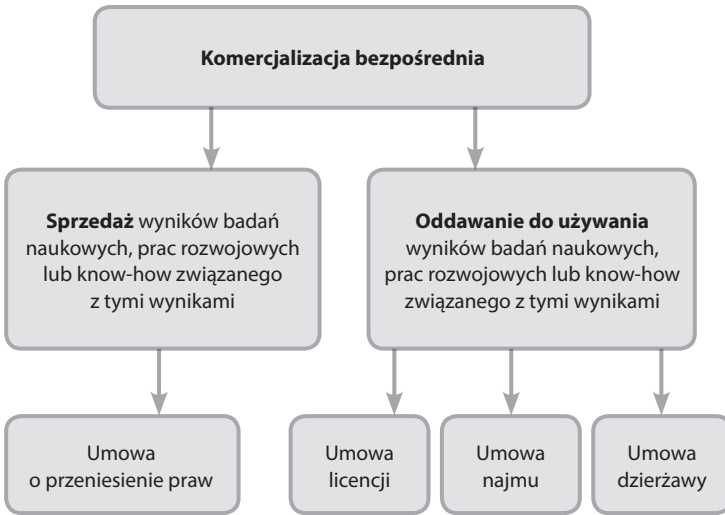 Komercjalizacja bezpośrednia
Sprzedaż wyników badań
naukowych, prac rozwojowych
lub know-how związanego
z tymi wynikami
Oddawanie do używania
wyników badań naukowych,
prac rozwojowych lub know-how
związanego z tymi wynikami
Umowa
o przeniesienie praw
Umowa
licencji
Umowa
najmu
Umowa
dzierżawy